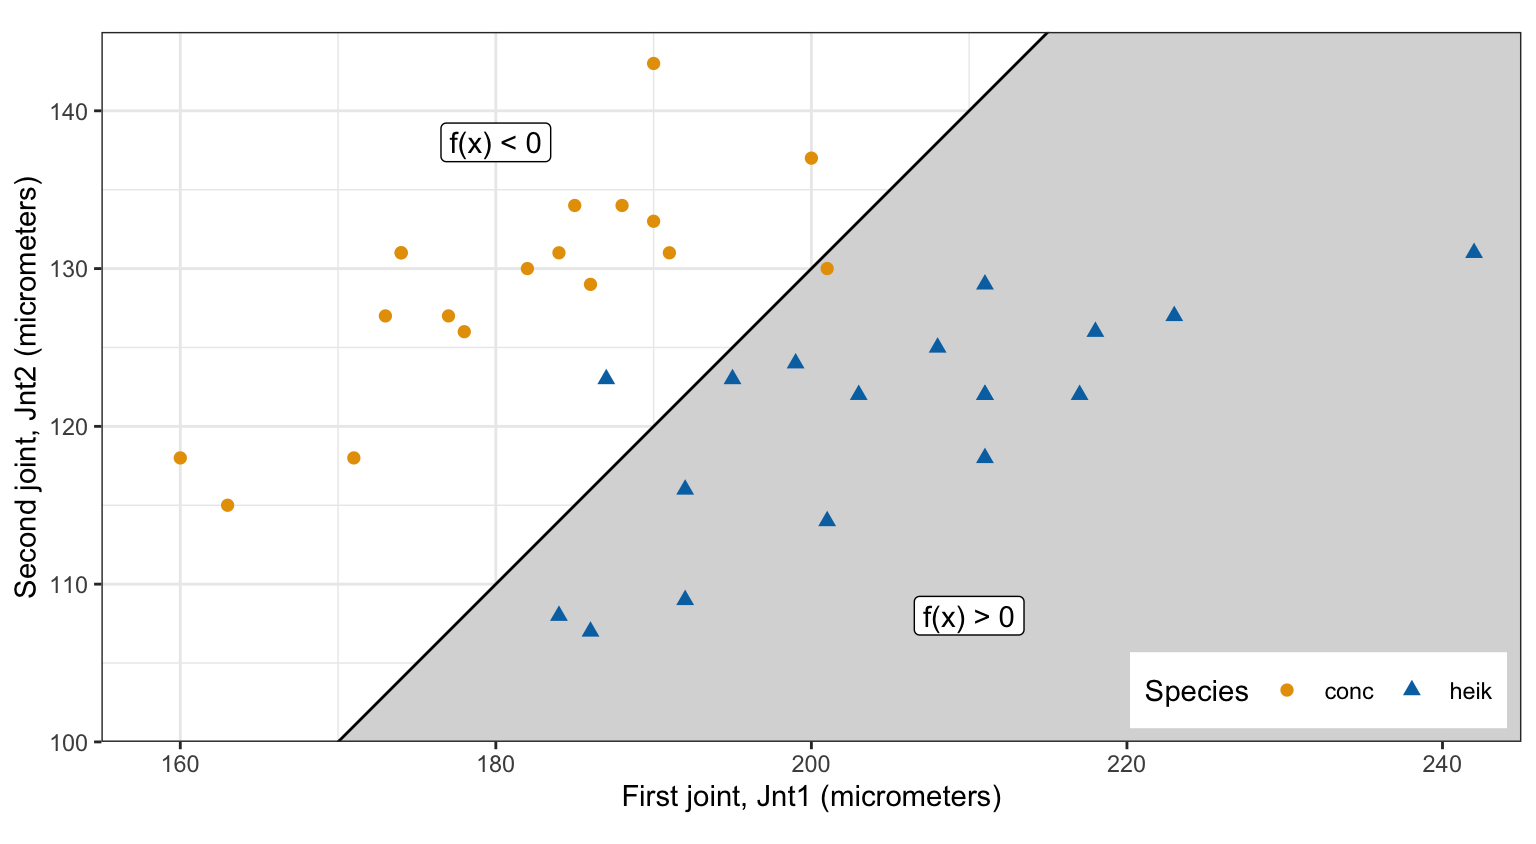 140
130
120
110
100
Second joint, Jnt2 (micrometers)
f(x) < 0
f(x) > 0
Species conc heik
160 180 200 220 240
First joint, Jnt1 (micrometers)